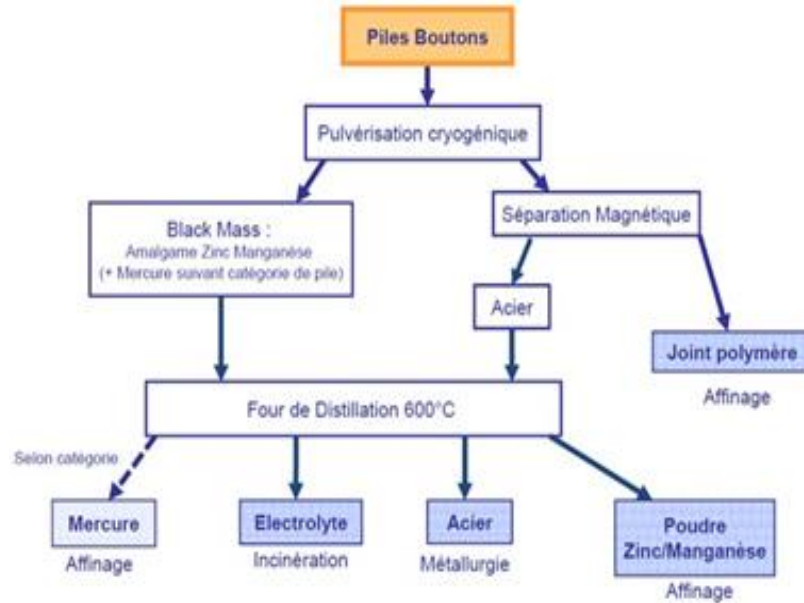 Piles Boutons
Pulvérisation cryogénique
Black Mass :
Amalgame Zinc Manganèse
(+ Mercure suivant catégorie de pile)
Séparation Magnétique
Acier
Joint polymère
Affinage
Four de Distillation 600°C
Selon catégorie
Mercure
Affinage
Electrolyte
Incinération
Acier
Métallurgie
Poudre
Zinc/Manganèse
Affinage